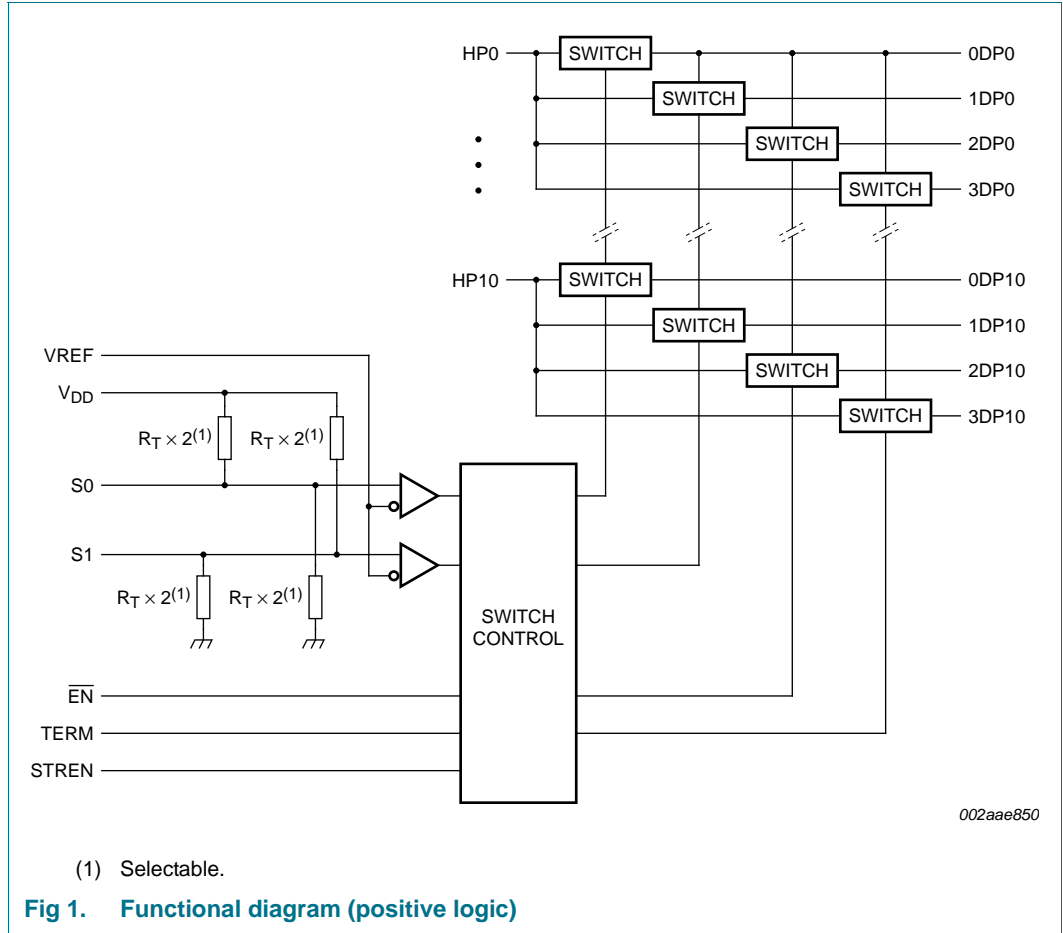 HP0 SWITCH 0DP0
SWITCH 1DP0
SWITCH 2DP0
SWITCH 3DP0
HP10 SWITCH 0DP10
SWITCH 1DP10
SWITCH 2DP10
SWITCH 3DP10
VREF
VDD
RT × 2(1) RT × 2(1)
S0
S1
RT × 2(1) RT × 2(1)
SWITCH
CONTROL
EN
TERM
STREN
002aae850
(1) Selectable.
Fig 1. Functional diagram (positive logic)